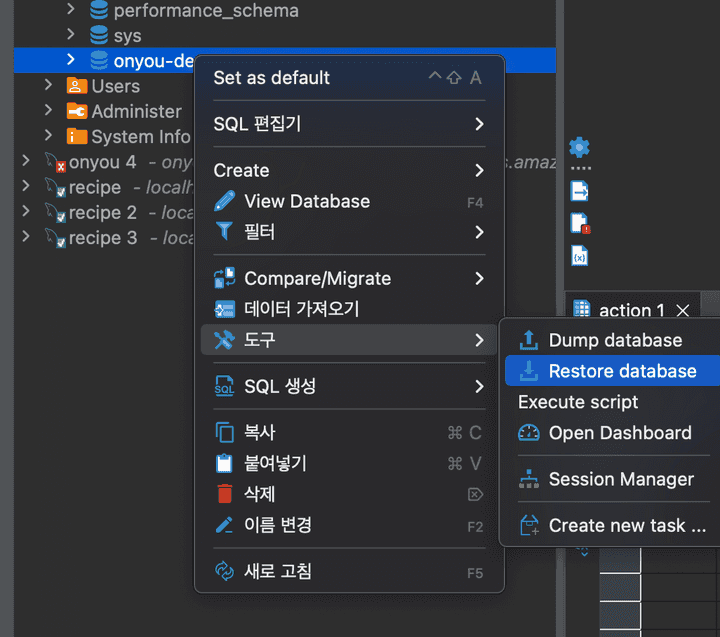 performance_schema
sys
onyou-de
Users
Administer
System Info
onyou 4 - ony
s.amaz
recipe - localh
recipe 2 - loca
recipe 3 - loca
Set as default ^⇧ A
SQL 편집기
Create
View Database F4
필터
Compare/Migrate
데이터 가져오기
도구
SQL 생성
복사 ⌘ C
붙여넣기 ⌘ V
삭제 ⌦
이름 변경 F2
새로 고침 F5
action 1
Dump database
Restore database
Execute script
Open Dashboard
Session Manager
Create new task ...